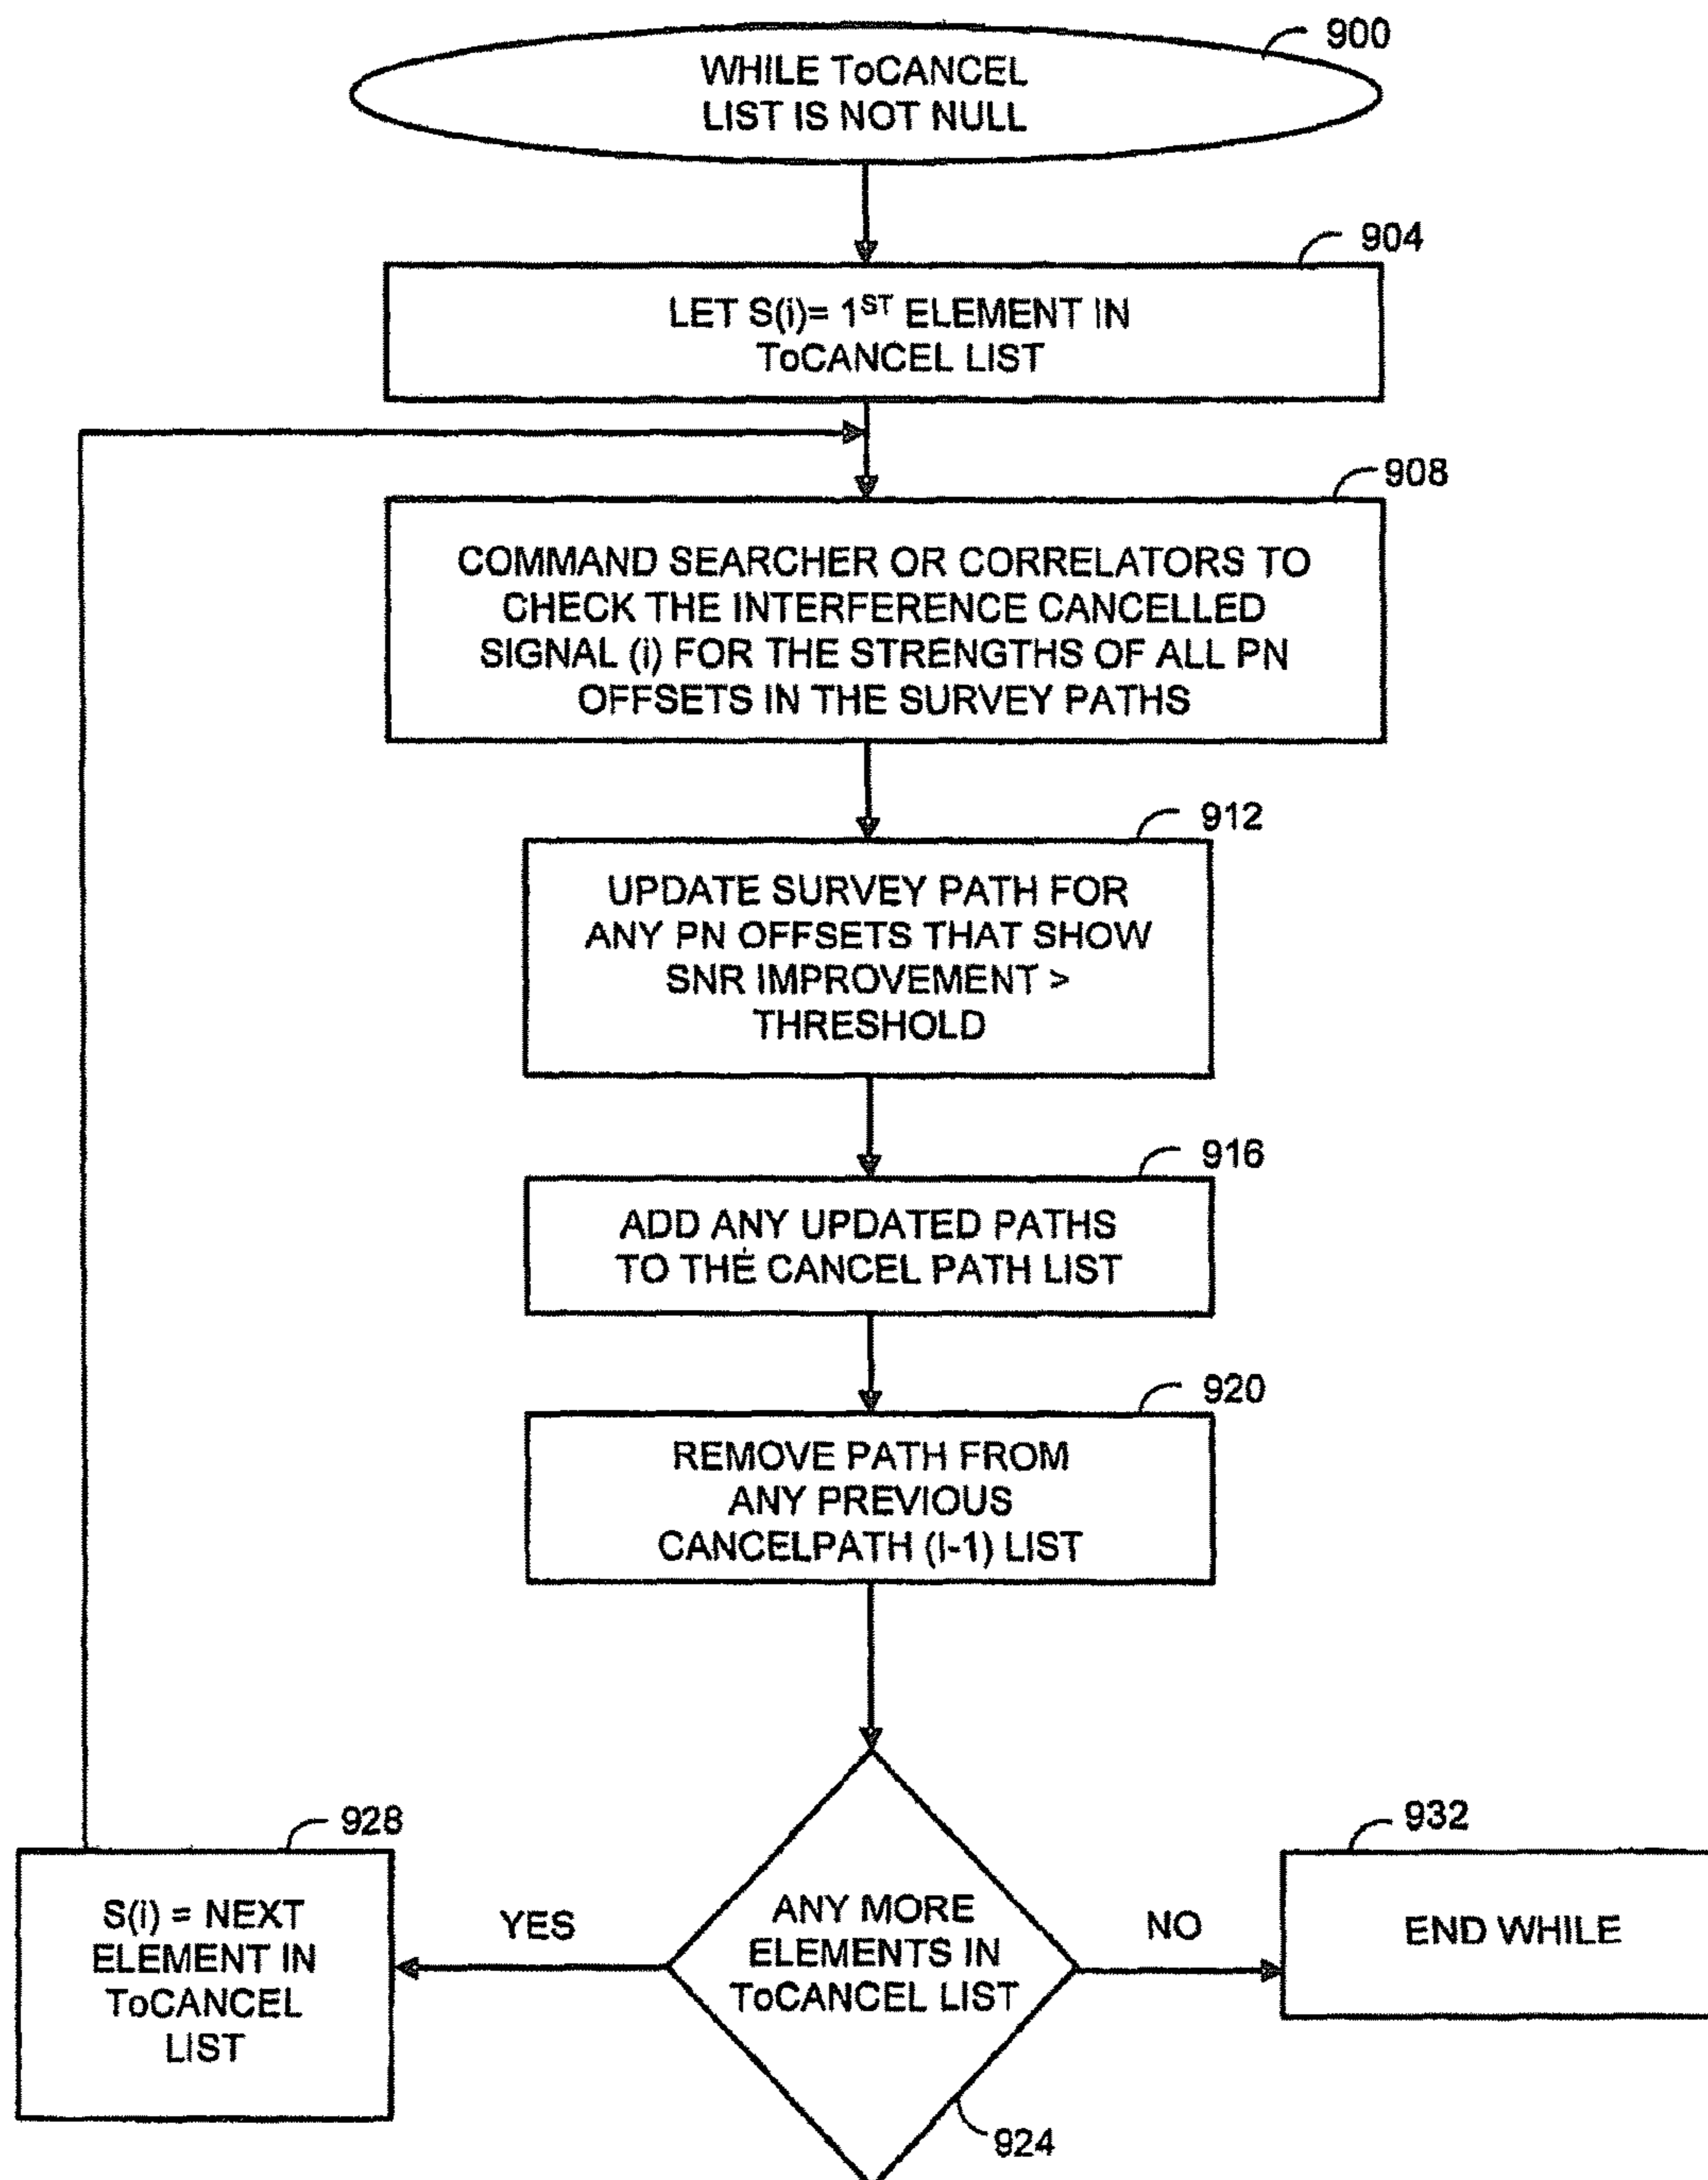 900
WHILE ToCANCEL
LIST IS NOT NULL
904
LET S(i)= 1ST ELEMENT IN
ToCANCEL LIST
908
COMMAND SEARCHER OR CORRELATORS TO
CHECK THE INTERFERENCE CANCELLED
SIGNAL (i) FOR THE STRENGTHS OF ALL PN
OFFSETS IN THE SURVEY PATHS
912
UPDATE SURVEY PATH FOR
ANY PN OFFSETS THAT SHOW
SNR IMPROVEMENT >
THRESHOLD
916
ADD ANY UPDATED PATHS
TO THE CANCEL PATH LIST
920
REMOVE PATH FROM
ANY PREVIOUS
CANCELPATH (I-1) LIST
928
S(i) = NEXT
ELEMENT IN
ToCANCEL
LIST
YES
ANY MORE
ELEMENTS IN
ToCANCEL LIST
924
NO
932
END WHILE